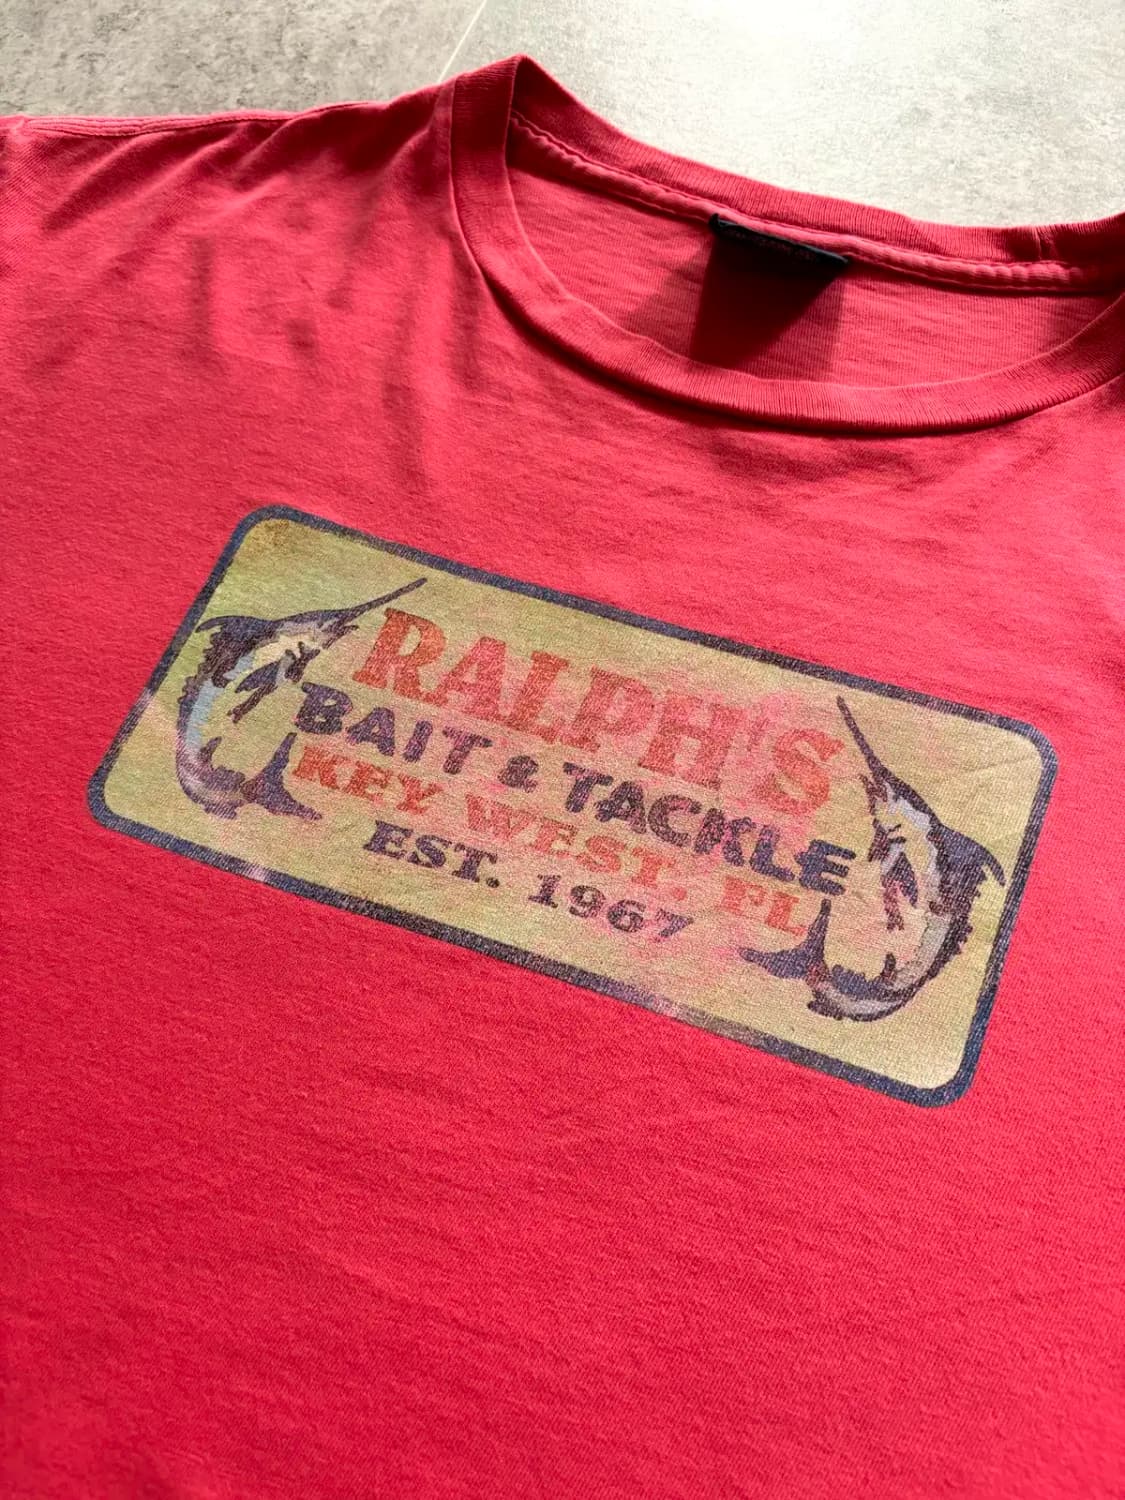 RALPH'S
BAIT & TACKLE
KEY WEST. FL
EST. 1967